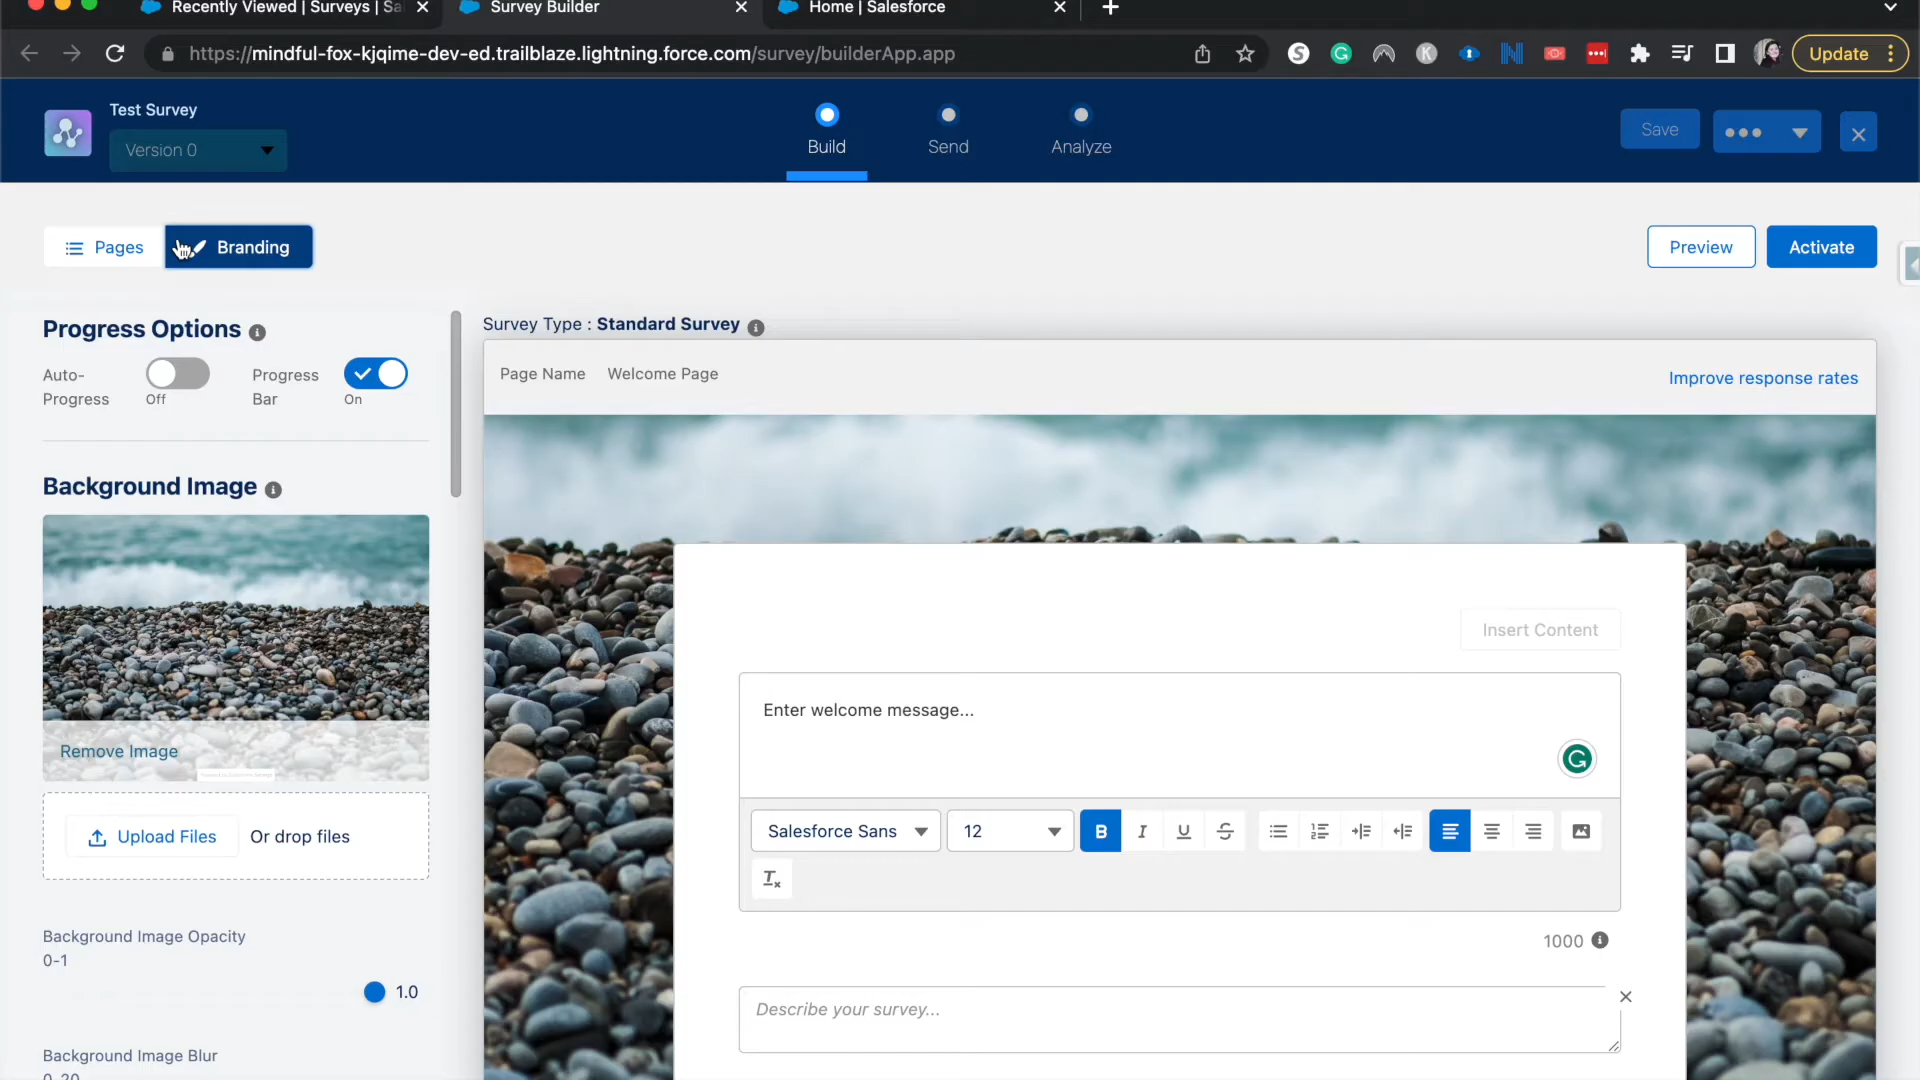 Recently Viewed | Surveys | Sa
Survey Builder
Home | Salesforce
https://mindful-fox-kjqime-dev-ed.trailblaze.lightning.force.com/survey/builderApp.app
Update
Test Survey
Version 0
Build
Send
Analyze
Save
Pages
Branding
Preview
Activate
Progress Options
Auto-
Progress
Off
Progress
Bar
On
Background Image
Remove Image
Upload Files
Or drop files
Background Image Opacity
0-1
1.0
Background Image Blur
0-20
Survey Type : Standard Survey
Page Name
Welcome Page
Improve response rates
Insert Content
Enter welcome message...
Salesforce Sans
12
B
I
U
S
1000
Describe your survey...